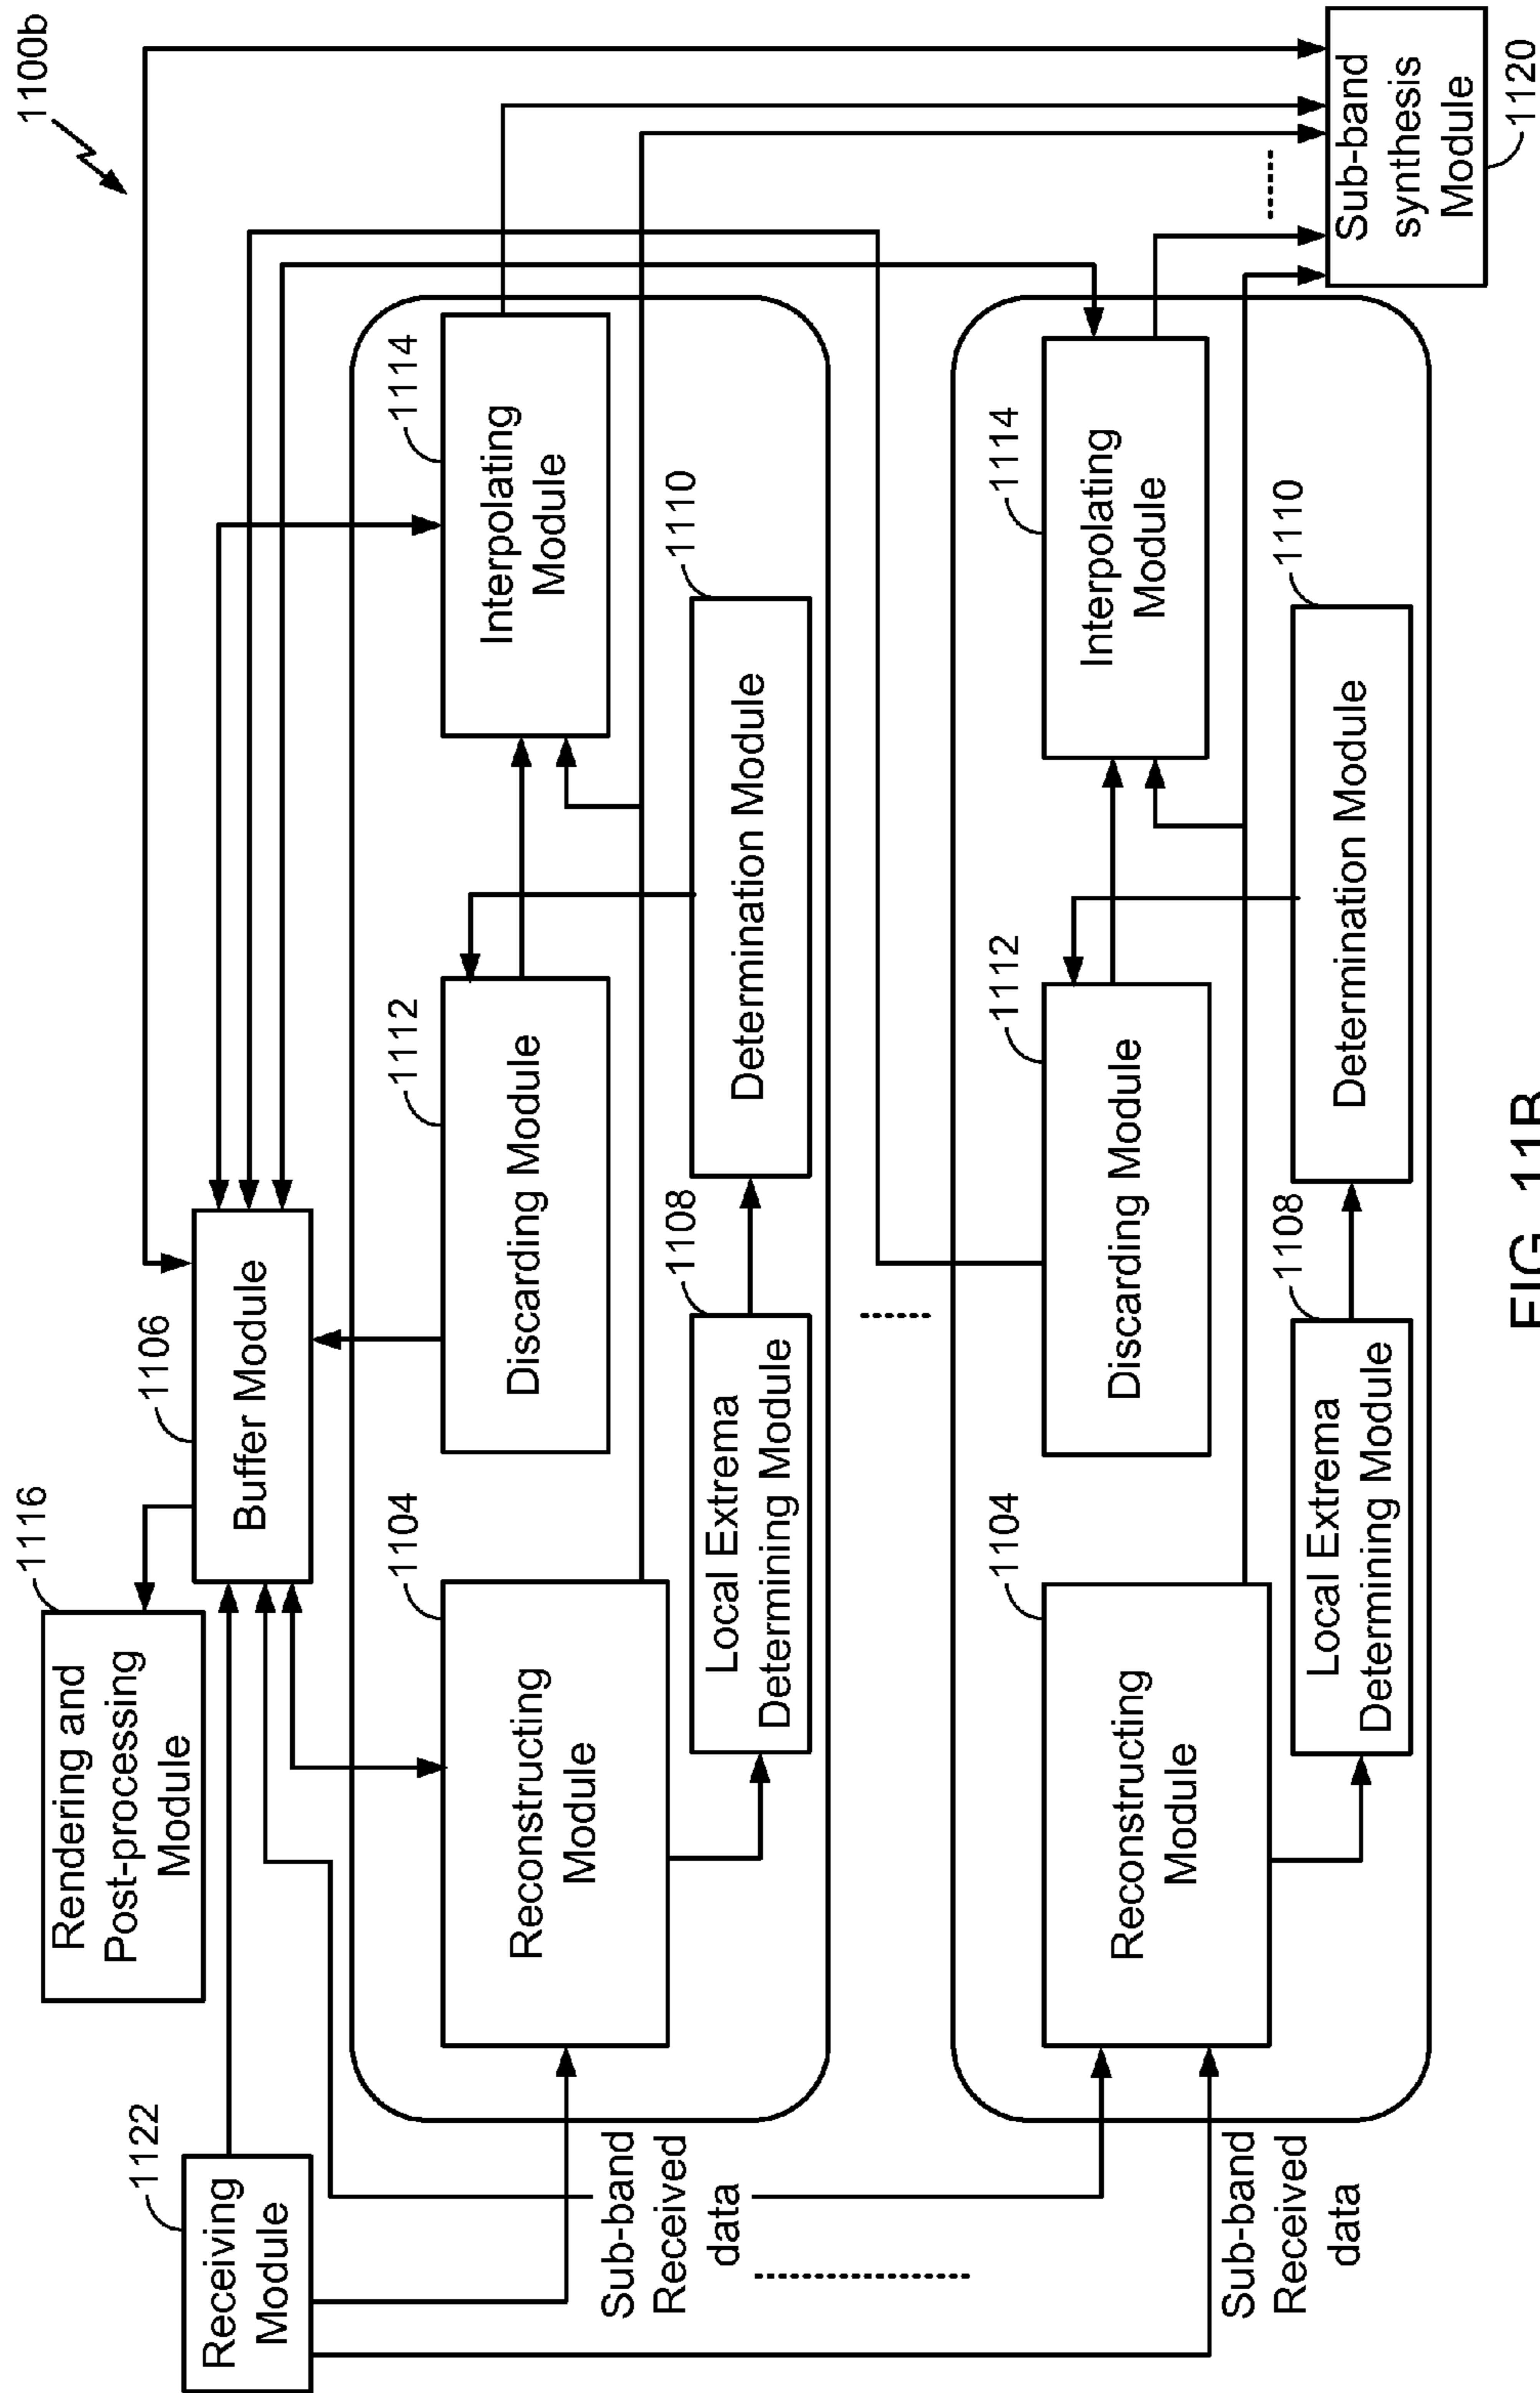 1100b
1116
Rendering and
Post-processing
Module
1122
Receiving
Module
1106
Buffer Module
1104
Reconstructing
Module
1112
Discarding Module
1114
Interpolating
Module
1108
Local Extrema
Determining Module
1110
Determination Module
Sub-band
Received
data
1104
Reconstructing
Module
1112
Discarding Module
1114
Interpolating
Module
1108
Local Extrema
Determining Module
1110
Determination Module
Sub-band
Received
data
Sub-band
synthesis
Module
1120
FIG. 11B